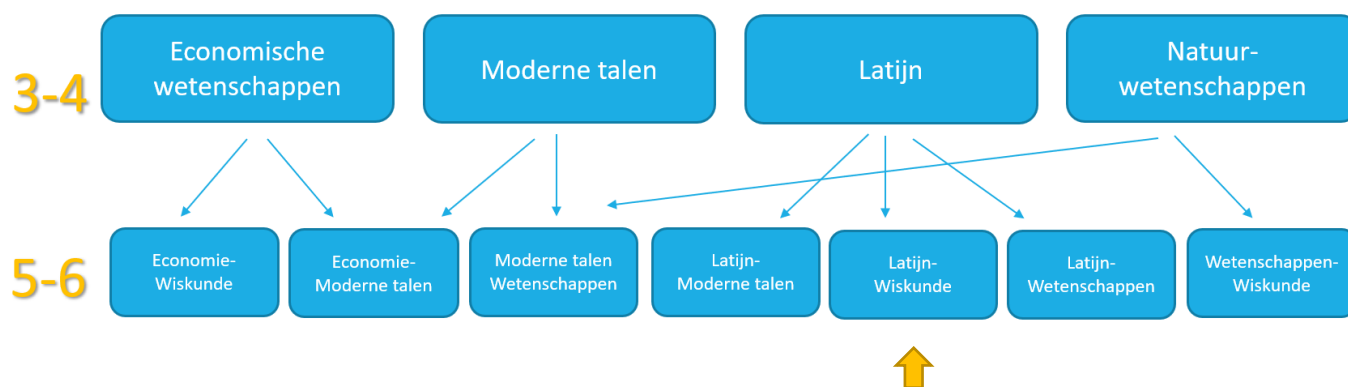 3-4
Economische
wetenschappen
Moderne talen
Latijn
Natuur-
wetenschappen
5-6
Economie-
Wiskunde
Economie-
Moderne talen
Moderne talen
Wetenschappen
Latijn-
Moderne talen
Latijn-
Wiskunde
Latijn-
Wetenschappen
Wetenschappen-
Wiskunde